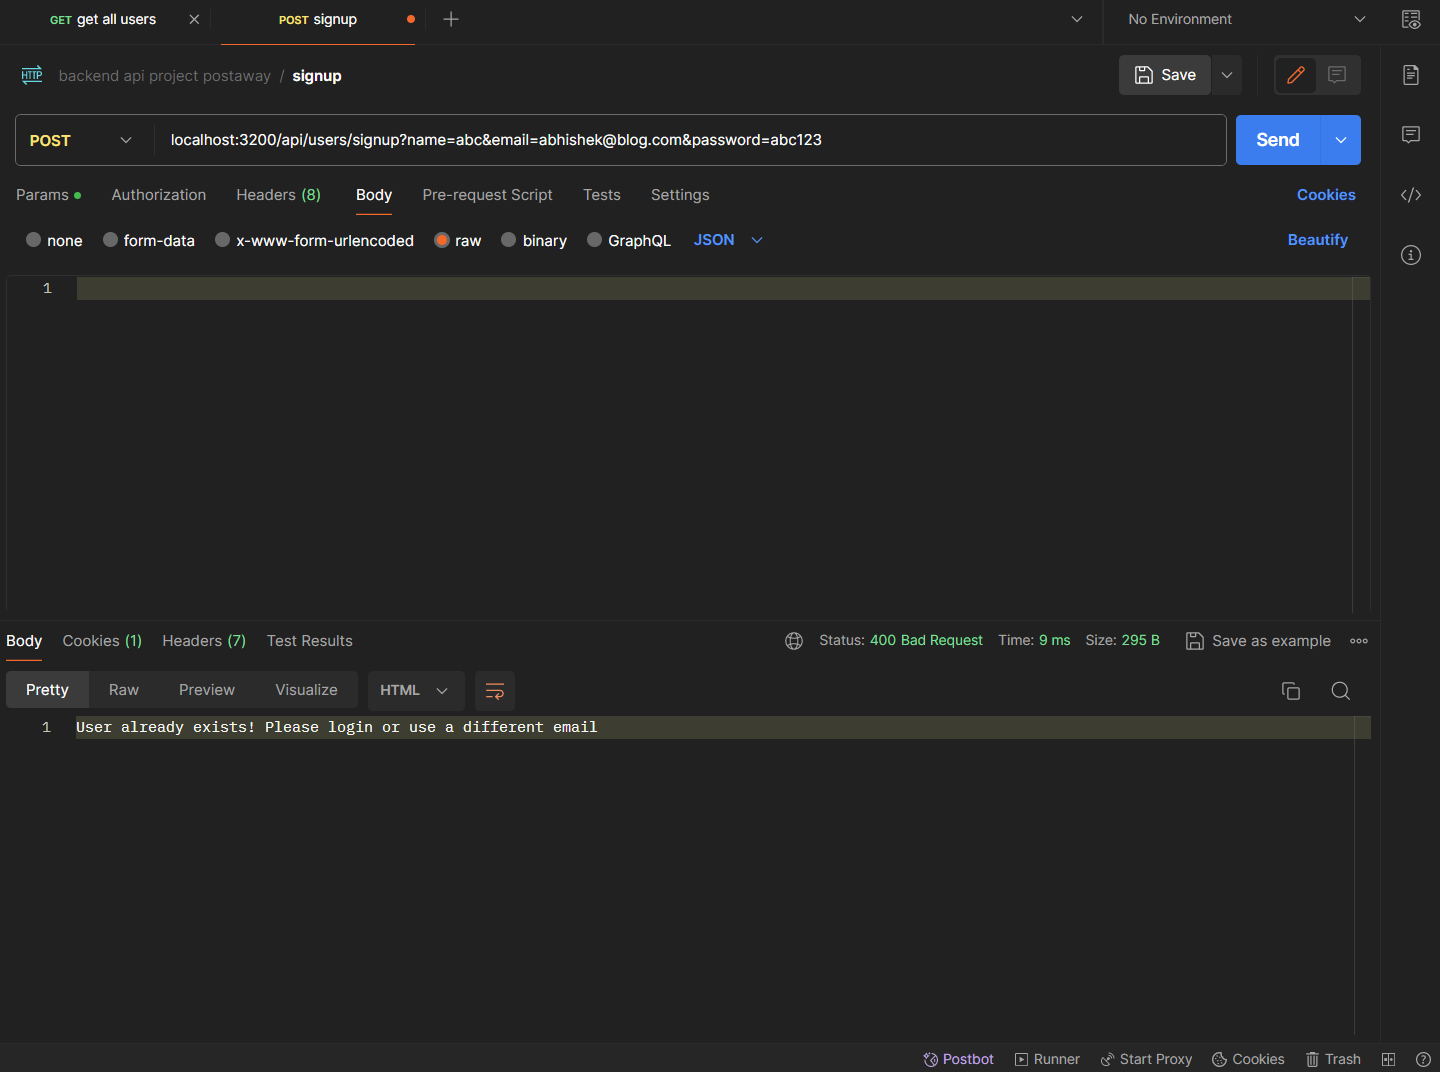 GET get all users
POST signup
No Environment
HTTP backend api project postaway / signup
Save
POST localhost:3200/api/users/signup?name=abc&email=abhishek@blog.com&password=abc123
Send
Params Authorization Headers (8) Body Pre-request Script Tests Settings Cookies
none form-data x-www-form-urlencoded raw binary GraphQL JSON Beautify
1
Body Cookies (1) Headers (7) Test Results Status: 400 Bad Request Time: 9 ms Size: 295 B Save as example
Pretty Raw Preview Visualize HTML
1 User already exists! Please login or use a different email
Postbot Runner Start Proxy Cookies Trash